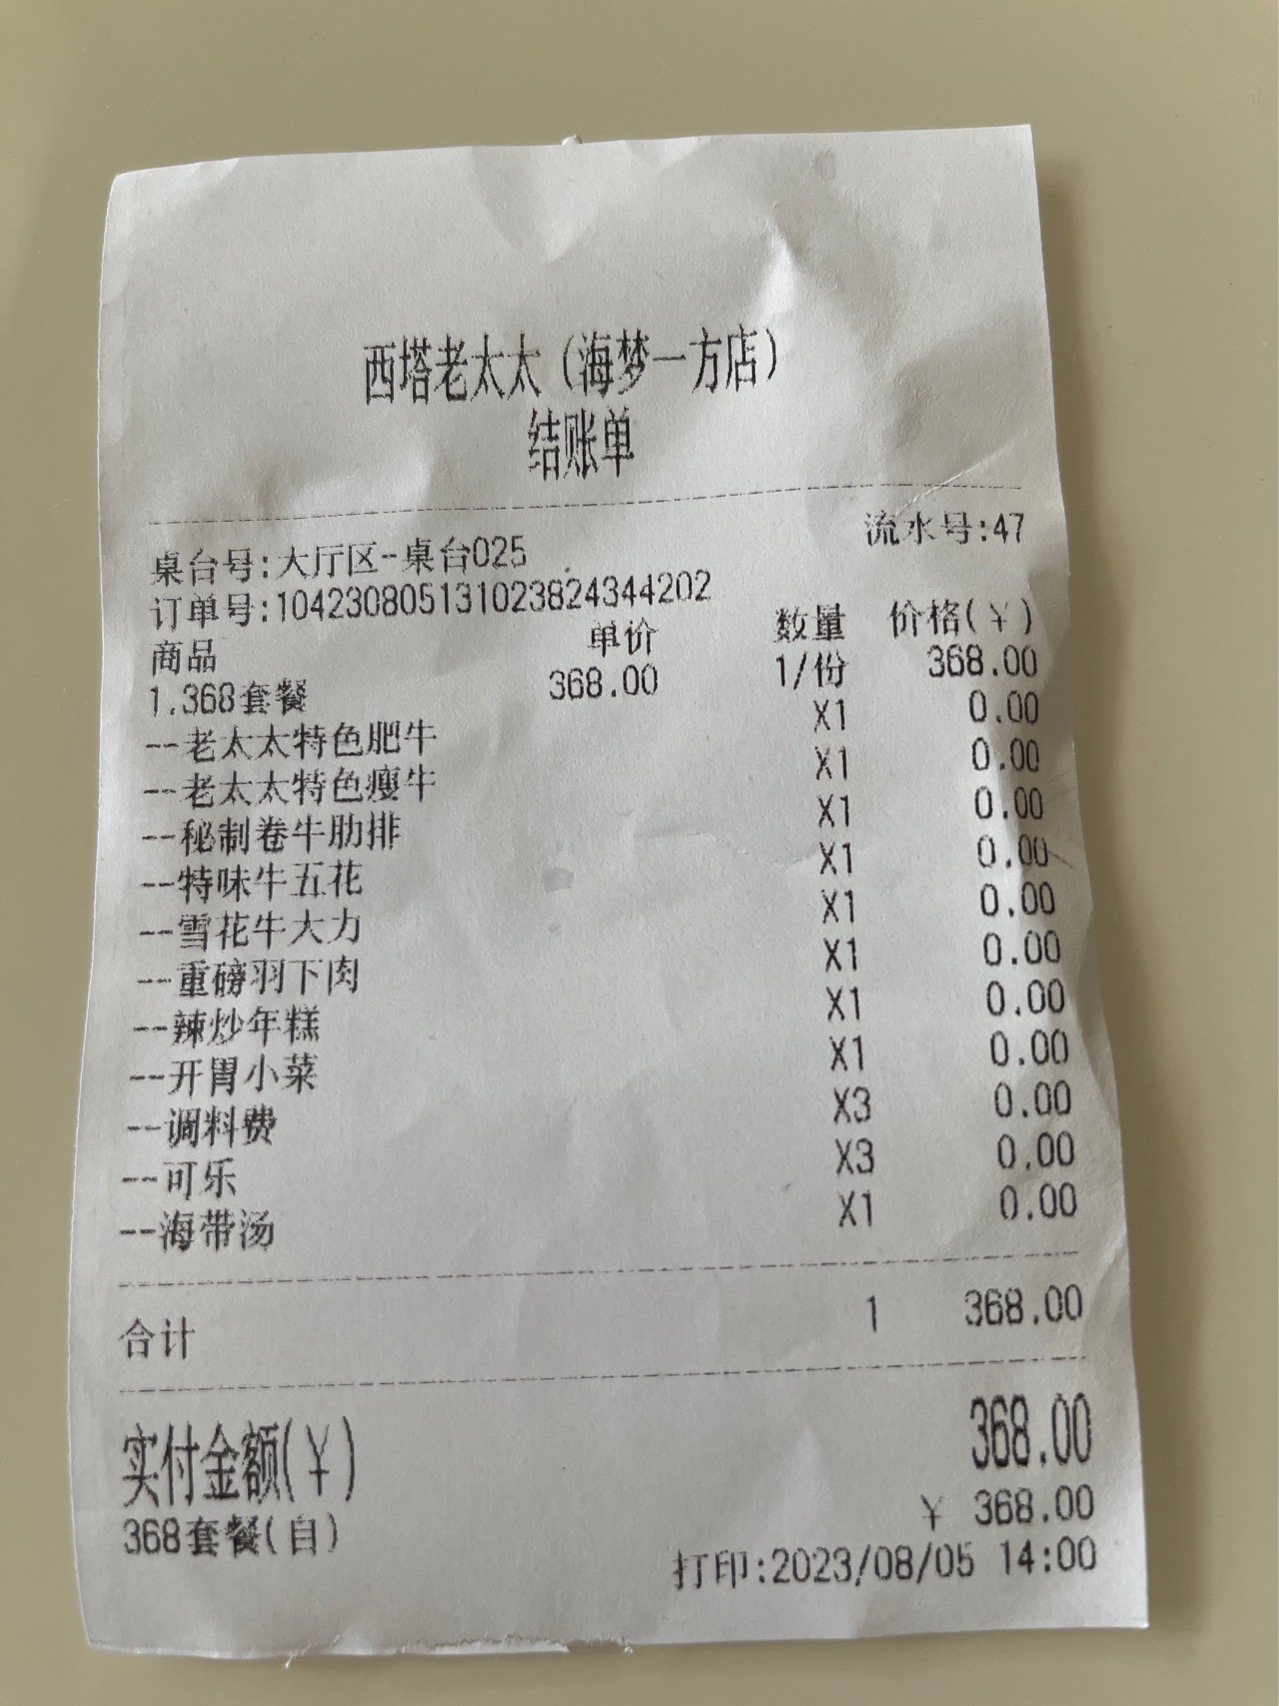 西塔老太太（海梦一方店）
结账单
流水号:47
桌台号:大厅区-桌台025
订单号:104230805131023824344202
商品 单价 数量 价格(￥)
1.368套餐 368.00 1/份 368.00
--老太太特色肥牛 X1 0.00
--老太太特色瘦牛 X1 0.00
--秘制卷牛肋排 X1 0.00
--特味牛五花 X1 0.00
--雪花牛大力 X1 0.00
--重磅羽下肉 X1 0.00
--辣炒年糕 X1 0.00
--开胃小菜 X1 0.00
--调料费 X3 0.00
--可乐 X3 0.00
--海带汤 X1 0.00
合计 1 368.00
实付金额(￥) 368.00
368套餐(自) ￥ 368.00
打印:2023/08/05 14:00